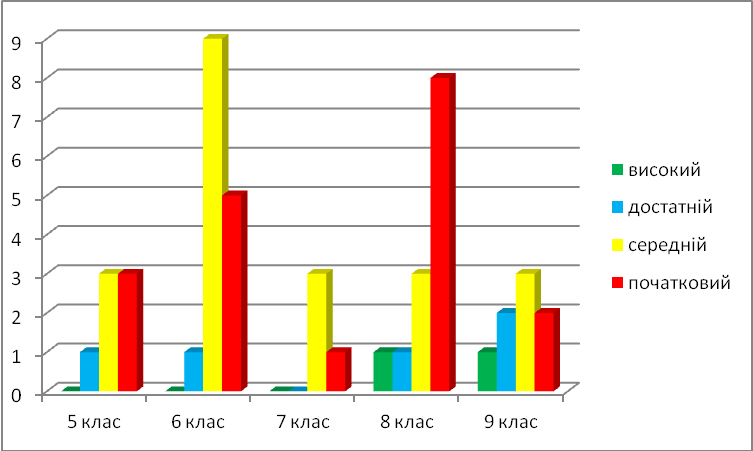 9
8
7
6
5
4
3
2
1
0
5 клас 6 клас 7 клас 8 клас 9 клас
високий
достатній
середній
початковий